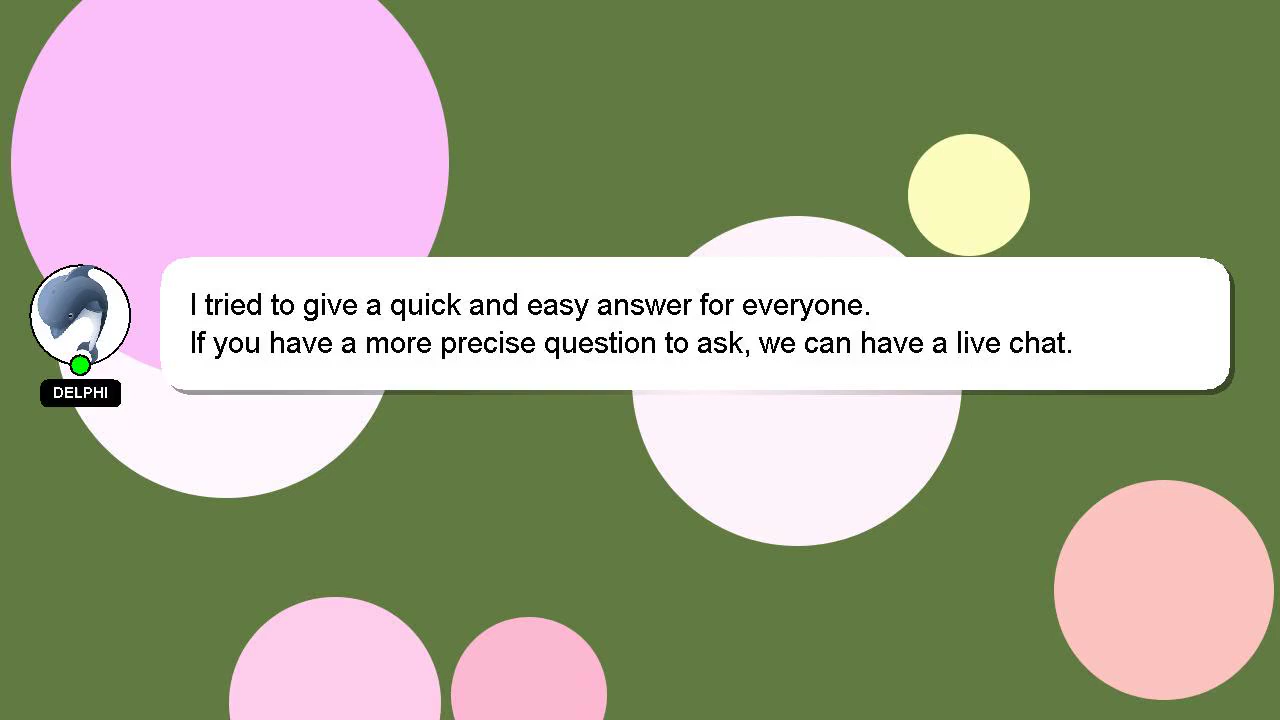 I tried to give a quick and easy answer for everyone.
If you have a more precise question to ask, we can have a live chat.
DELPHI